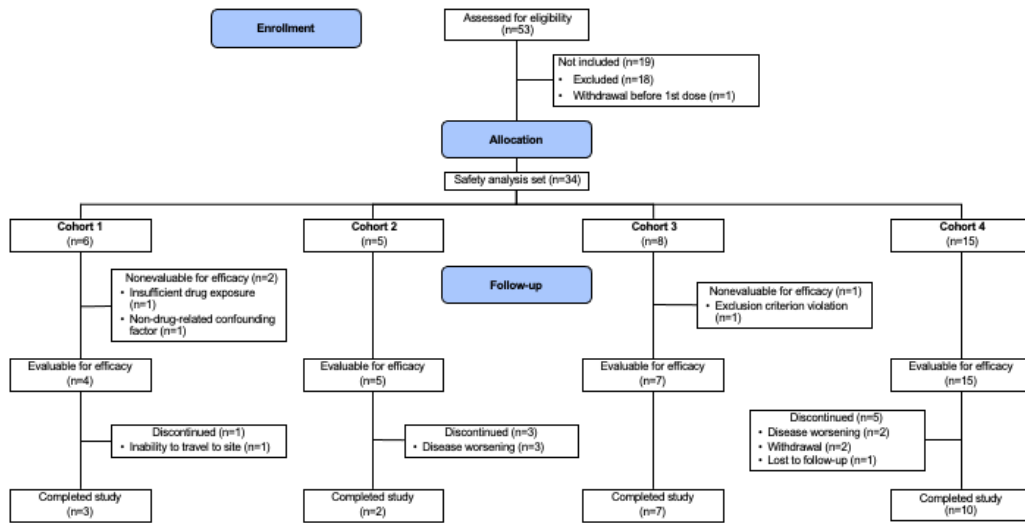 Enrollment
Assessed for eligibility
(n=53)
Not included (n=19)
• Excluded (n=18)
• Withdrawal before 1st dose (n=1)
Allocation
Safety analysis set (n=34)
Cohort 1
(n=6)
Cohort 2
(n=5)
Cohort 3
(n=8)
Cohort 4
(n=15)
Follow-up
Nonevaluable for efficacy (n=2)
• Insufficient drug exposure
(n=1)
• Non-drug-related confounding
factor (n=1)
Nonevaluable for efficacy (n=1)
• Exclusion criterion violation
(n=1)
Evaluable for efficacy
(n=4)
Evaluable for efficacy
(n=5)
Evaluable for efficacy
(n=7)
Evaluable for efficacy
(n=15)
Discontinued (n=1)
• Inability to travel to site (n=1)
Discontinued (n=3)
• Disease worsening (n=3)
Discontinued (n=5)
• Disease worsening (n=2)
• Withdrawal (n=2)
• Lost to follow-up (n=1)
Completed study
(n=3)
Completed study
(n=2)
Completed study
(n=7)
Completed study
(n=10)